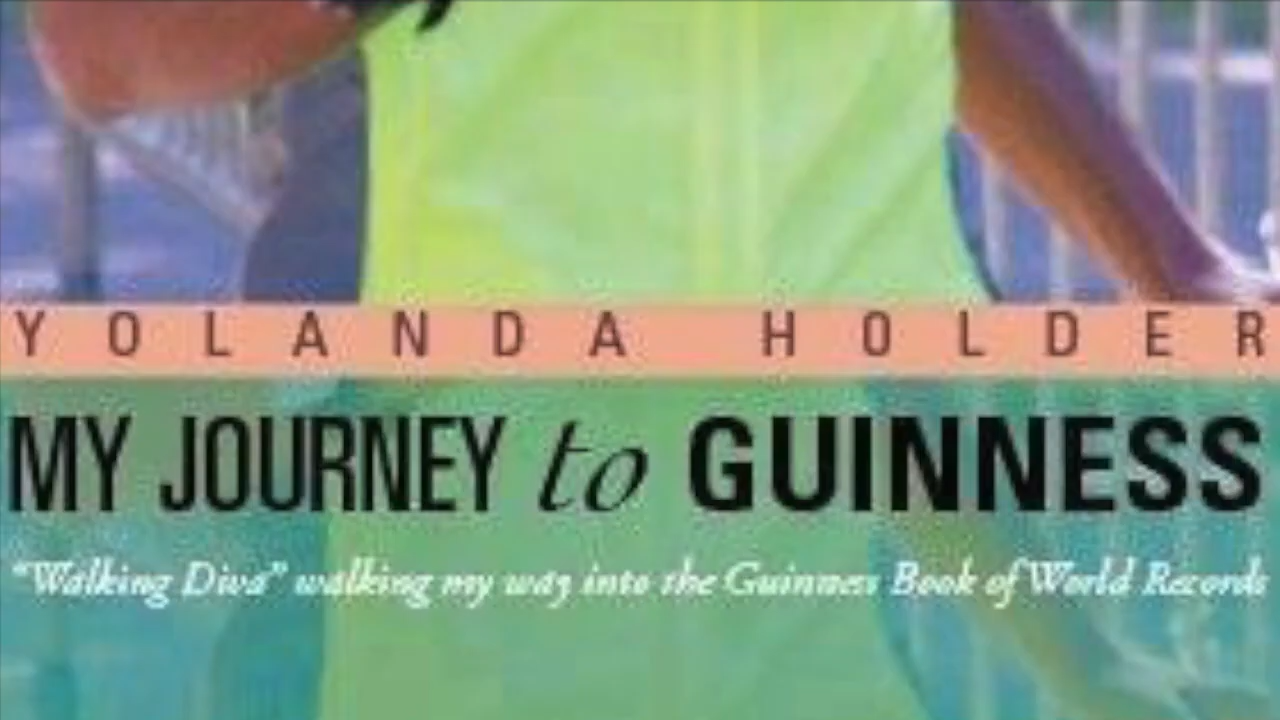 YOLANDA HOLDER
MY JOURNEY to GUINNESS
“Walking Diva” walking my way into the Guinness Book of World Records